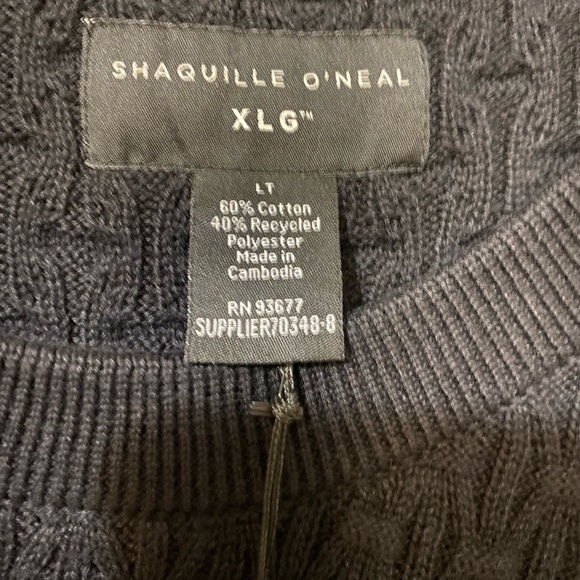 SHAQUILLE O'NEAL
XLG™
LT
60% Cotton
40% Recycled
Polyester
Made in
Cambodia
RN 93677
SUPPLIER70348-8